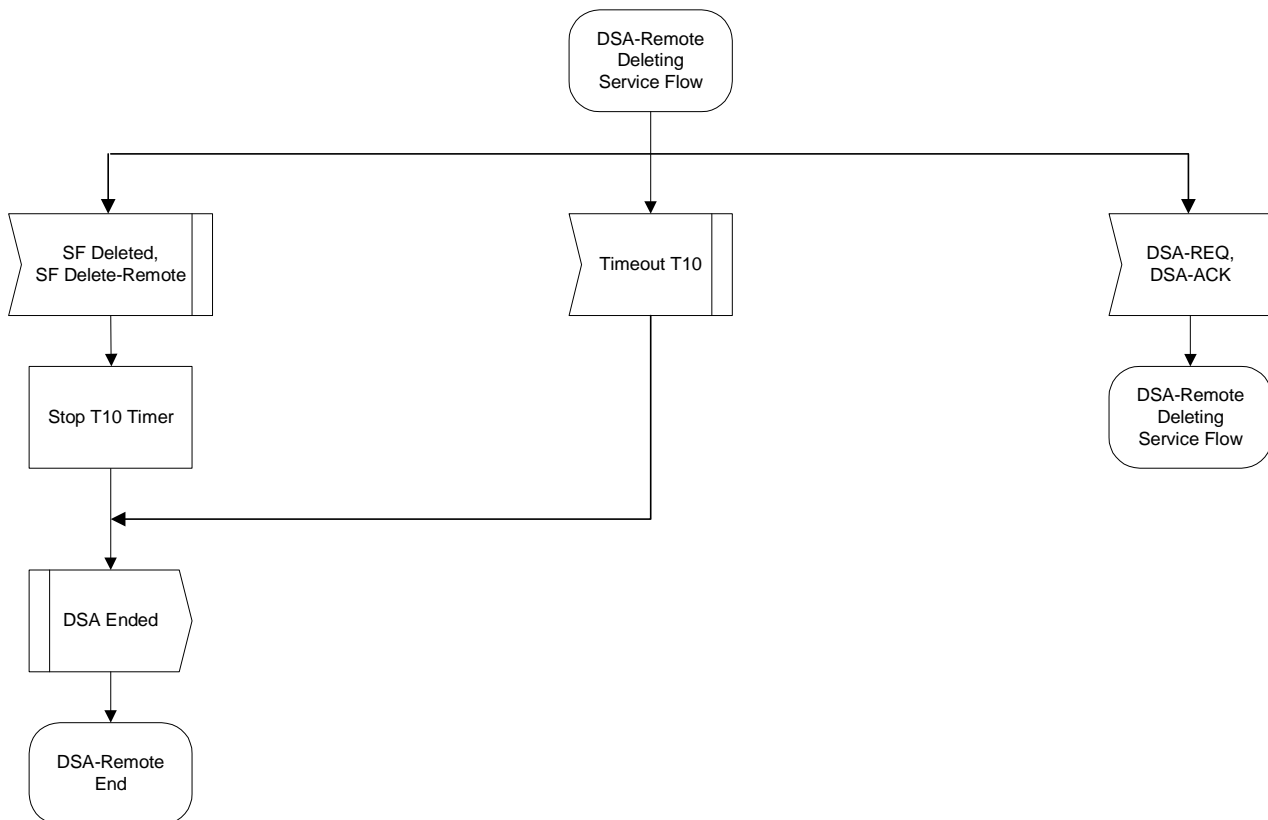 DSA-Remote
Deleting
Service Flow
SF Deleted,
SF Delete-Remote
Timeout T10
DSA-REQ,
DSA-ACK
Stop T10 Timer
DSA-Remote
Deleting
Service Flow
DSA Ended
DSA-Remote
End